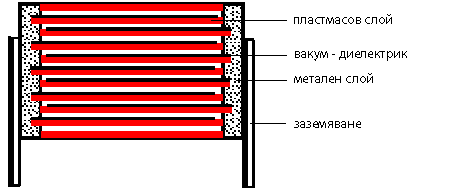 пластмасов слой
вакум - диелектрик
метален слой
заземяване